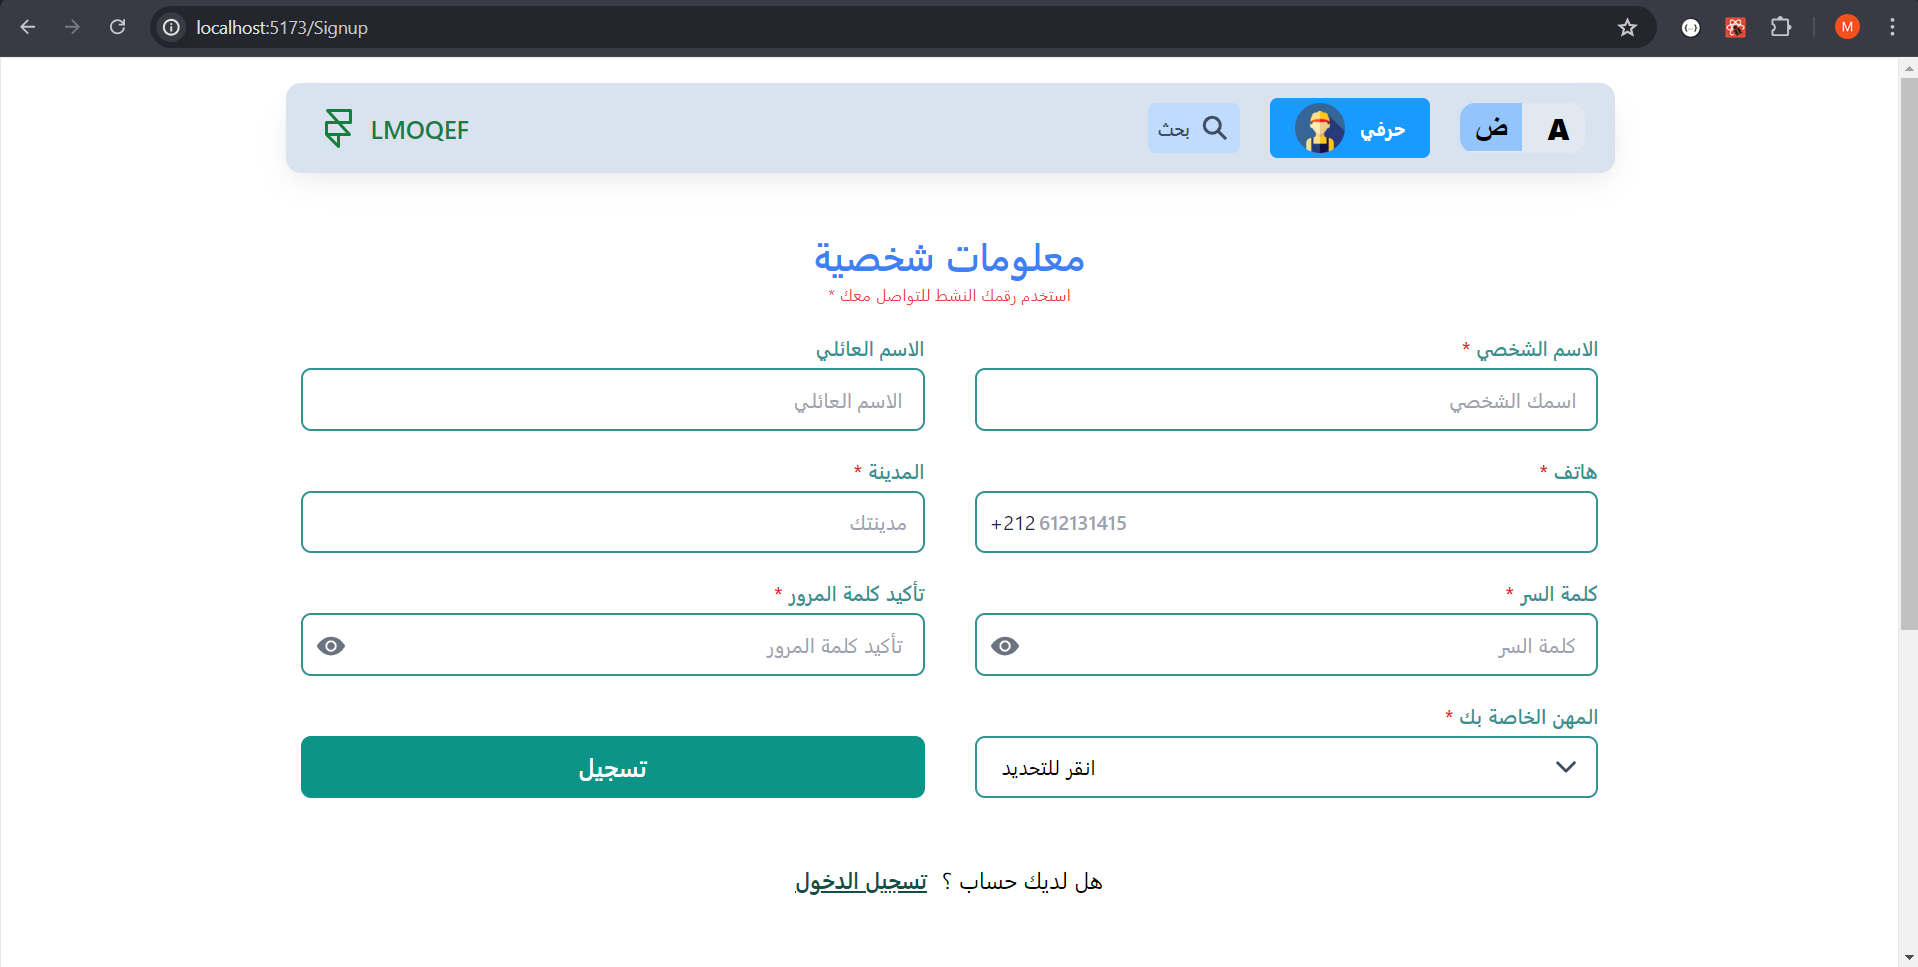 localhost:5173/Signup
M
LMOQEF
بحث
حرفي
ض
A
معلومات شخصية
استخدم رقمك النشط للتواصل معك *
الاسم الشخصي *
الاسم العائلي
اسمك الشخصي
الاسم العائلي
هاتف *
المدينة *
+212 612131415
مدينتك
كلمة السر *
تأكيد كلمة المرور *
كلمة السر
تأكيد كلمة المرور
المهن الخاصة بك *
انقر للتحديد
تسجيل
هل لديك حساب ؟ تسجيل الدخول